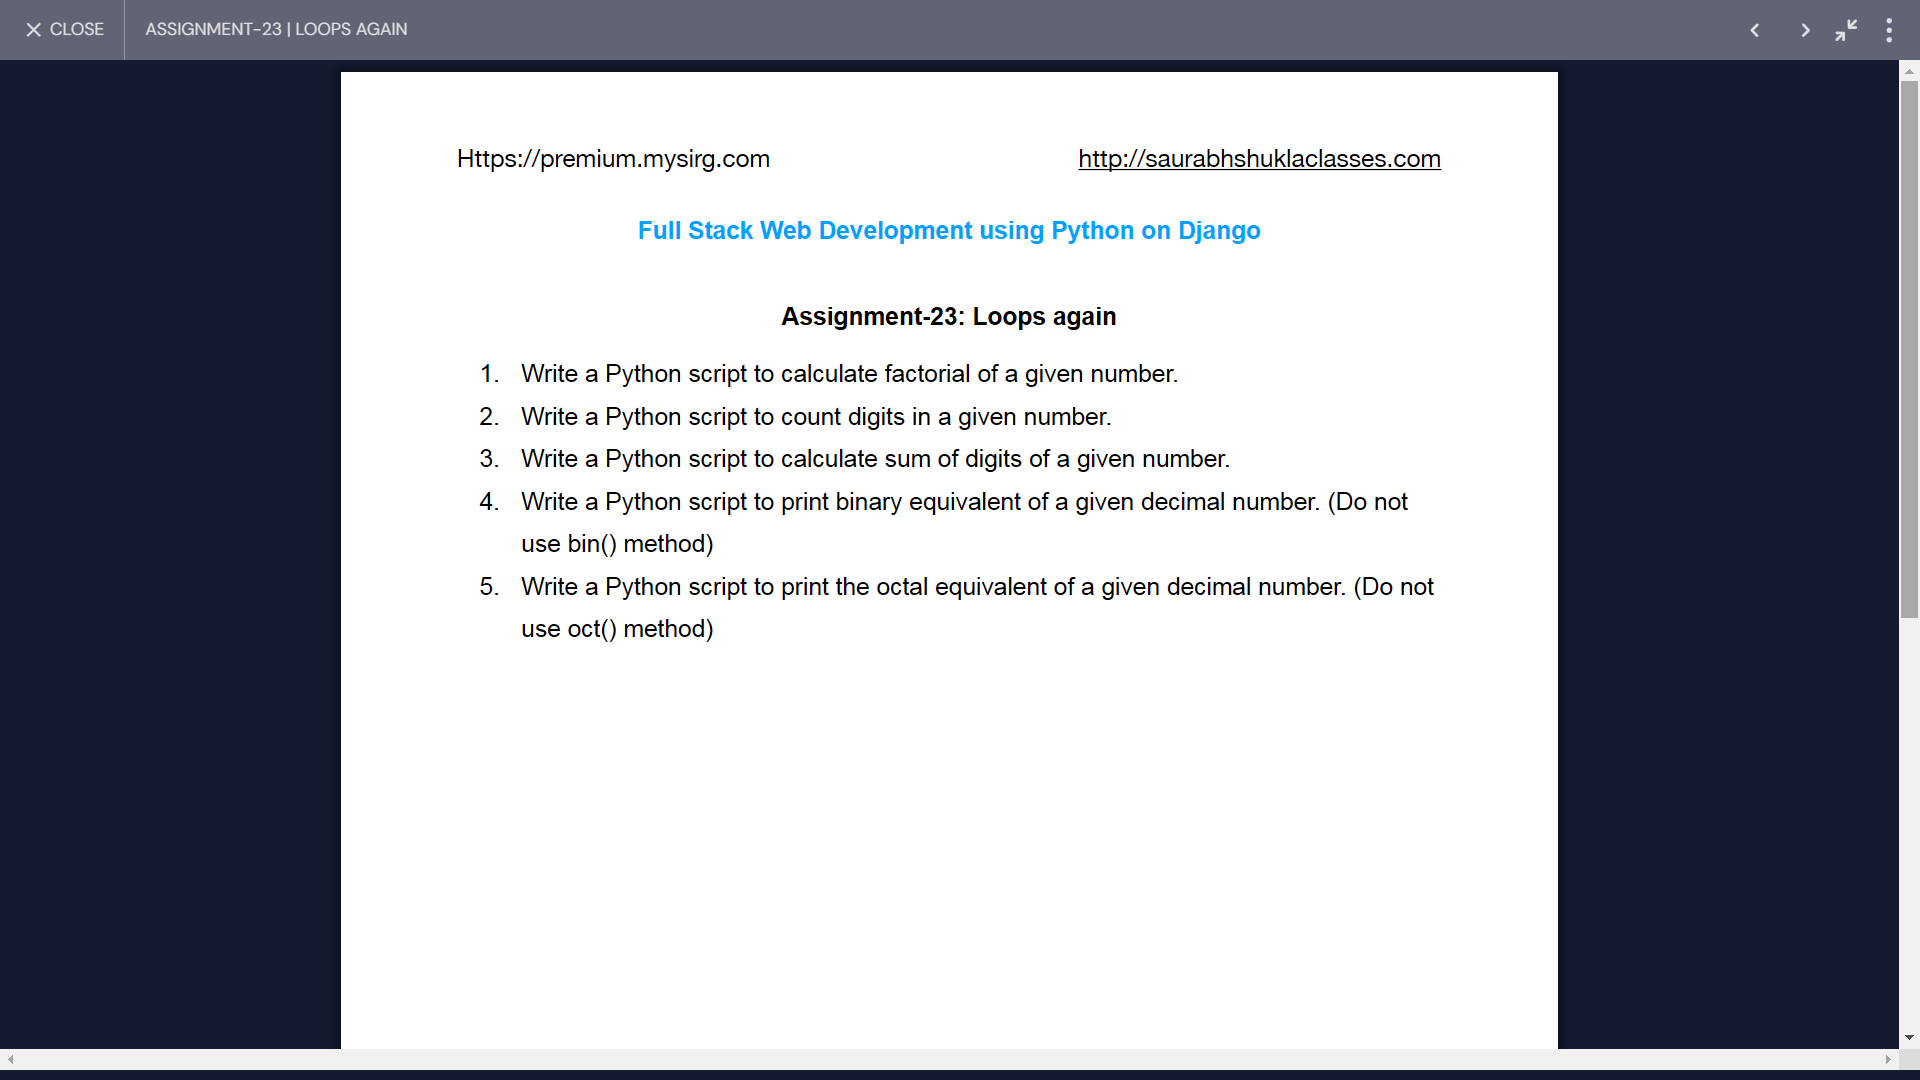 CLOSE
ASSIGNMENT-23 | LOOPS AGAIN
Https://premium.mysirg.com
http://saurabhshuklaclasses.com
Full Stack Web Development using Python on Django
Assignment-23: Loops again
1. Write a Python script to calculate factorial of a given number.
2. Write a Python script to count digits in a given number.
3. Write a Python script to calculate sum of digits of a given number.
4. Write a Python script to print binary equivalent of a given decimal number. (Do not
use bin() method)
5. Write a Python script to print the octal equivalent of a given decimal number. (Do not
use oct() method)